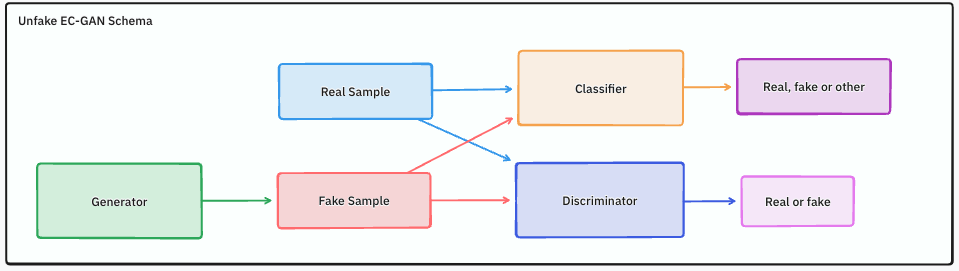 Unfake EC-GAN Schema
Real Sample
Classifier
Real, fake or other
Generator
Fake Sample
Discriminator
Real or fake